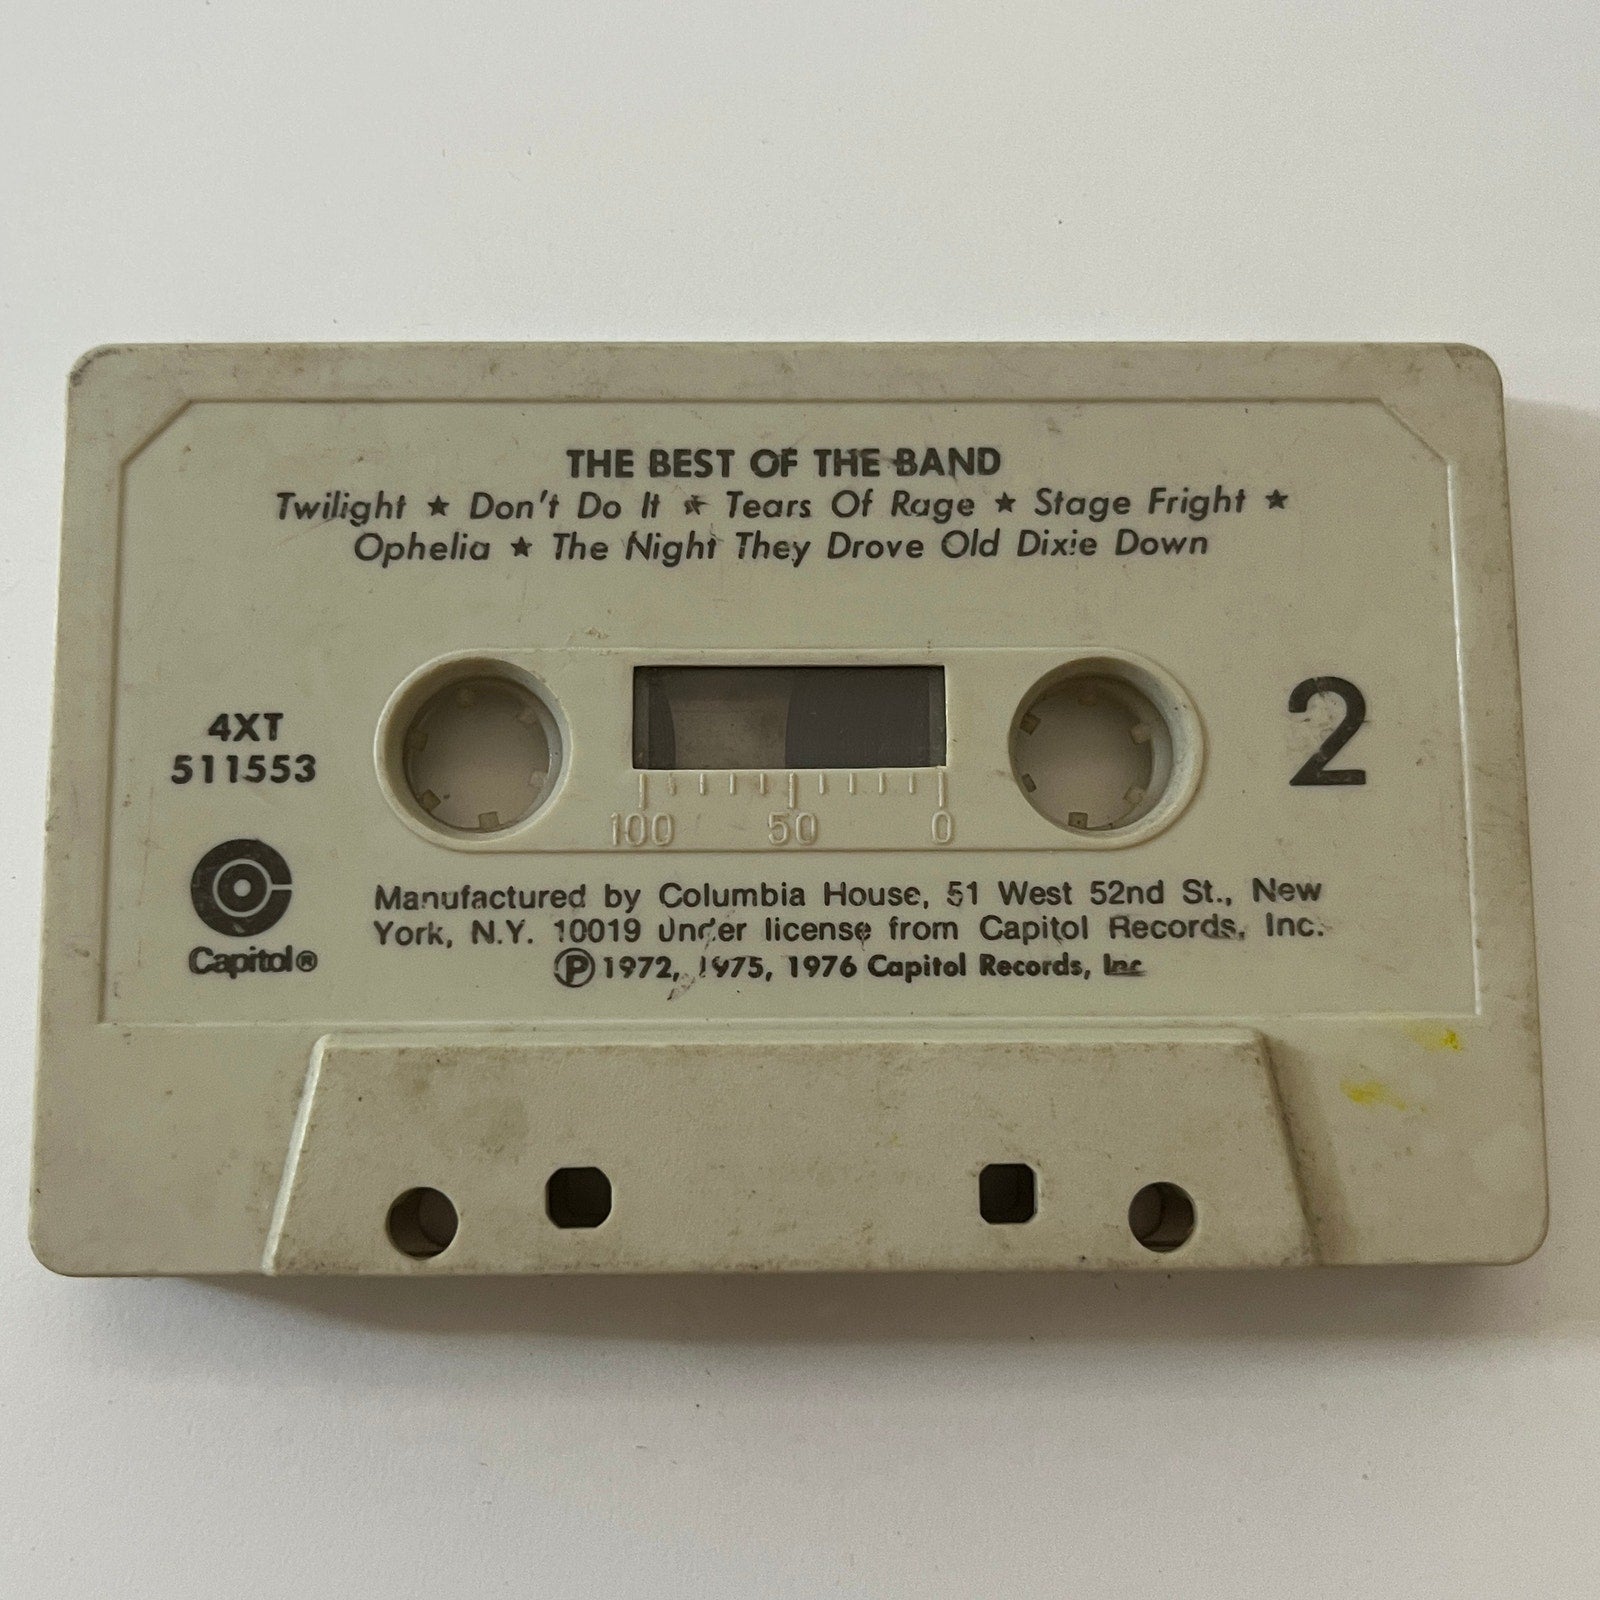 THE BEST OF THE BAND
Twilight ★ Don't Do It ★ Tears Of Rage ★ Stage Fright ★
Ophelia ★ The Night They Drove Old Dixie Down
4XT
511553
2
100 50 0
Capitol®
Manufactured by Columbia House, 51 West 52nd St., New
York, N.Y. 10019 Under license from Capitol Records, Inc.
Ⓟ 1972, 1975, 1976 Capitol Records, Inc